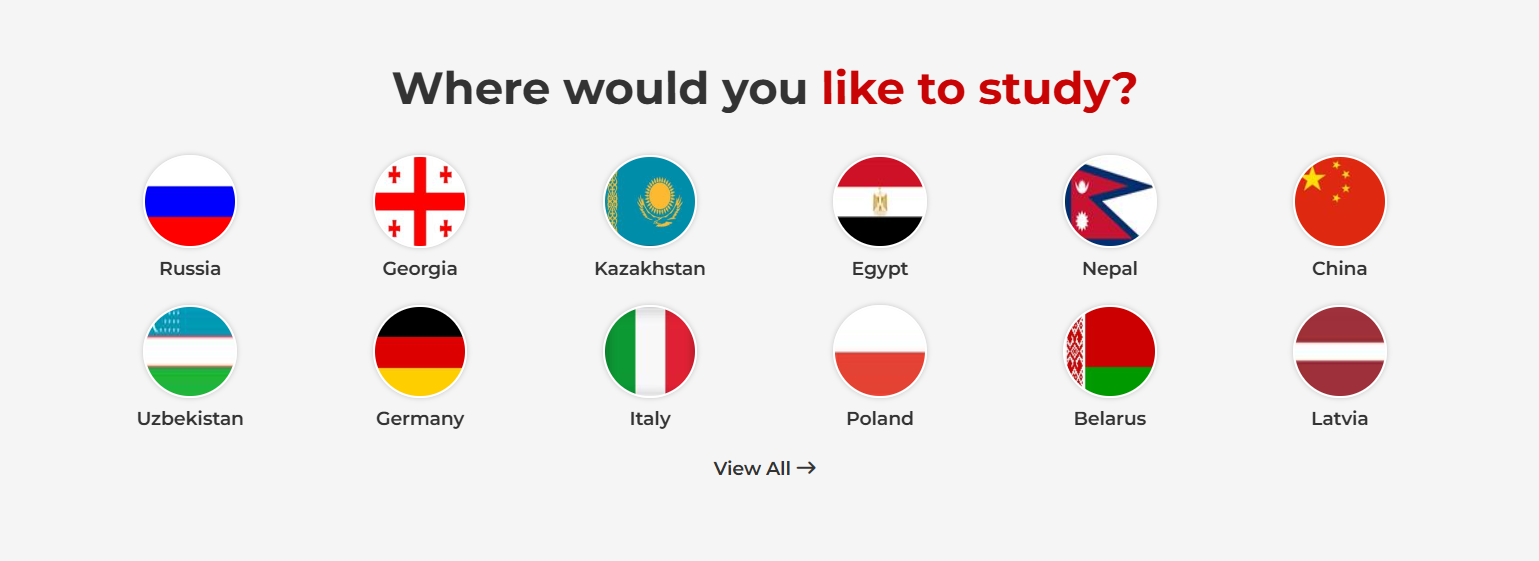 Where would you like to study?
Russia
Georgia
Kazakhstan
Egypt
Nepal
China
Uzbekistan
Germany
Italy
Poland
Belarus
Latvia
View All →